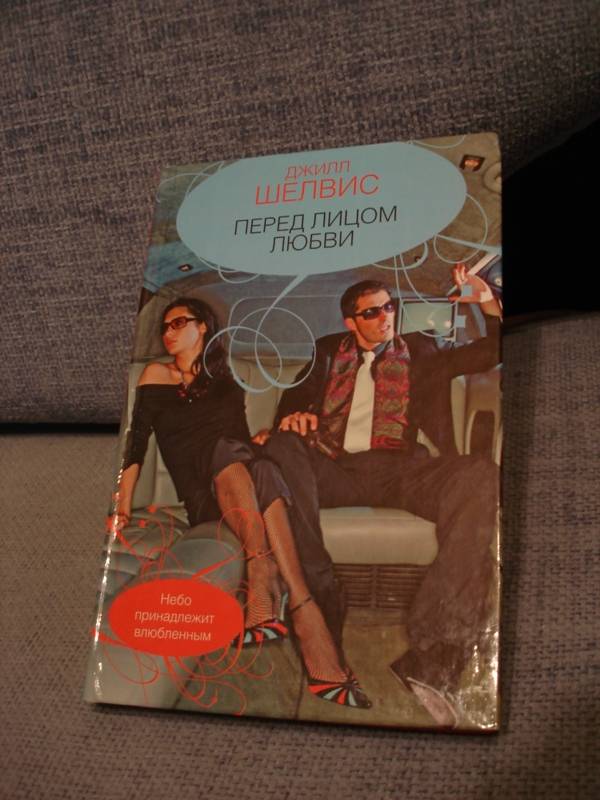 ДЖИЛЛ
ШЕЛВИС
ПЕРЕД ЛИЦОМ
ЛЮБВИ
Небо
принадлежит
влюбленным